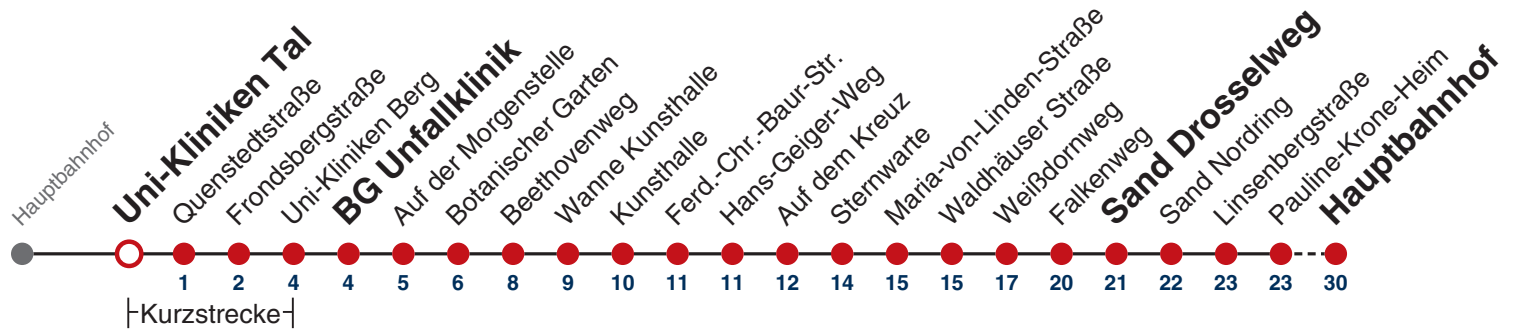 Hauptbahnhof
Uni-Kliniken Tal
Quenstedtstraße
Frondsbergstraße
Uni-Kliniken Berg
BG Unfallklinik
Auf der Morgenstelle
Botanischer Garten
Beethovenweg
Wanne Kunsthalle
Kunsthalle
Ferd.-Chr.-Baur-Str.
Hans-Geiger-Weg
Auf dem Kreuz
Sternwarte
Maria-von-Linden-Straße
Waldhäuser Straße
Weißdornweg
Falkenweg
Sand Drosselweg
Sand Nordring
Linsenbergstraße
Pauline-Krone-Heim
Hauptbahnhof
1 2 4 4 5 6 8 9 10 11 11 12 14 15 15 17 20 21 22 23 23 30
Kurzstrecke